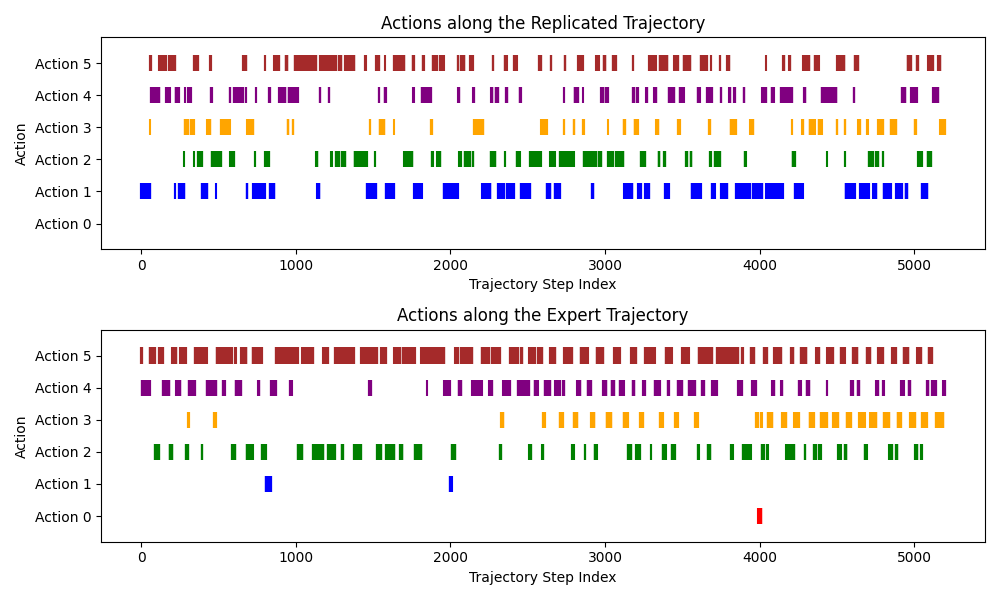 Actions along the Replicated Trajectory
Action 5
Action 4
Action 3
Action 2
Action 1
Action 0
Action
0 1000 2000 3000 4000 5000
Trajectory Step Index
Actions along the Expert Trajectory
Action 5
Action 4
Action 3
Action 2
Action 1
Action 0
Action
0 1000 2000 3000 4000 5000
Trajectory Step Index